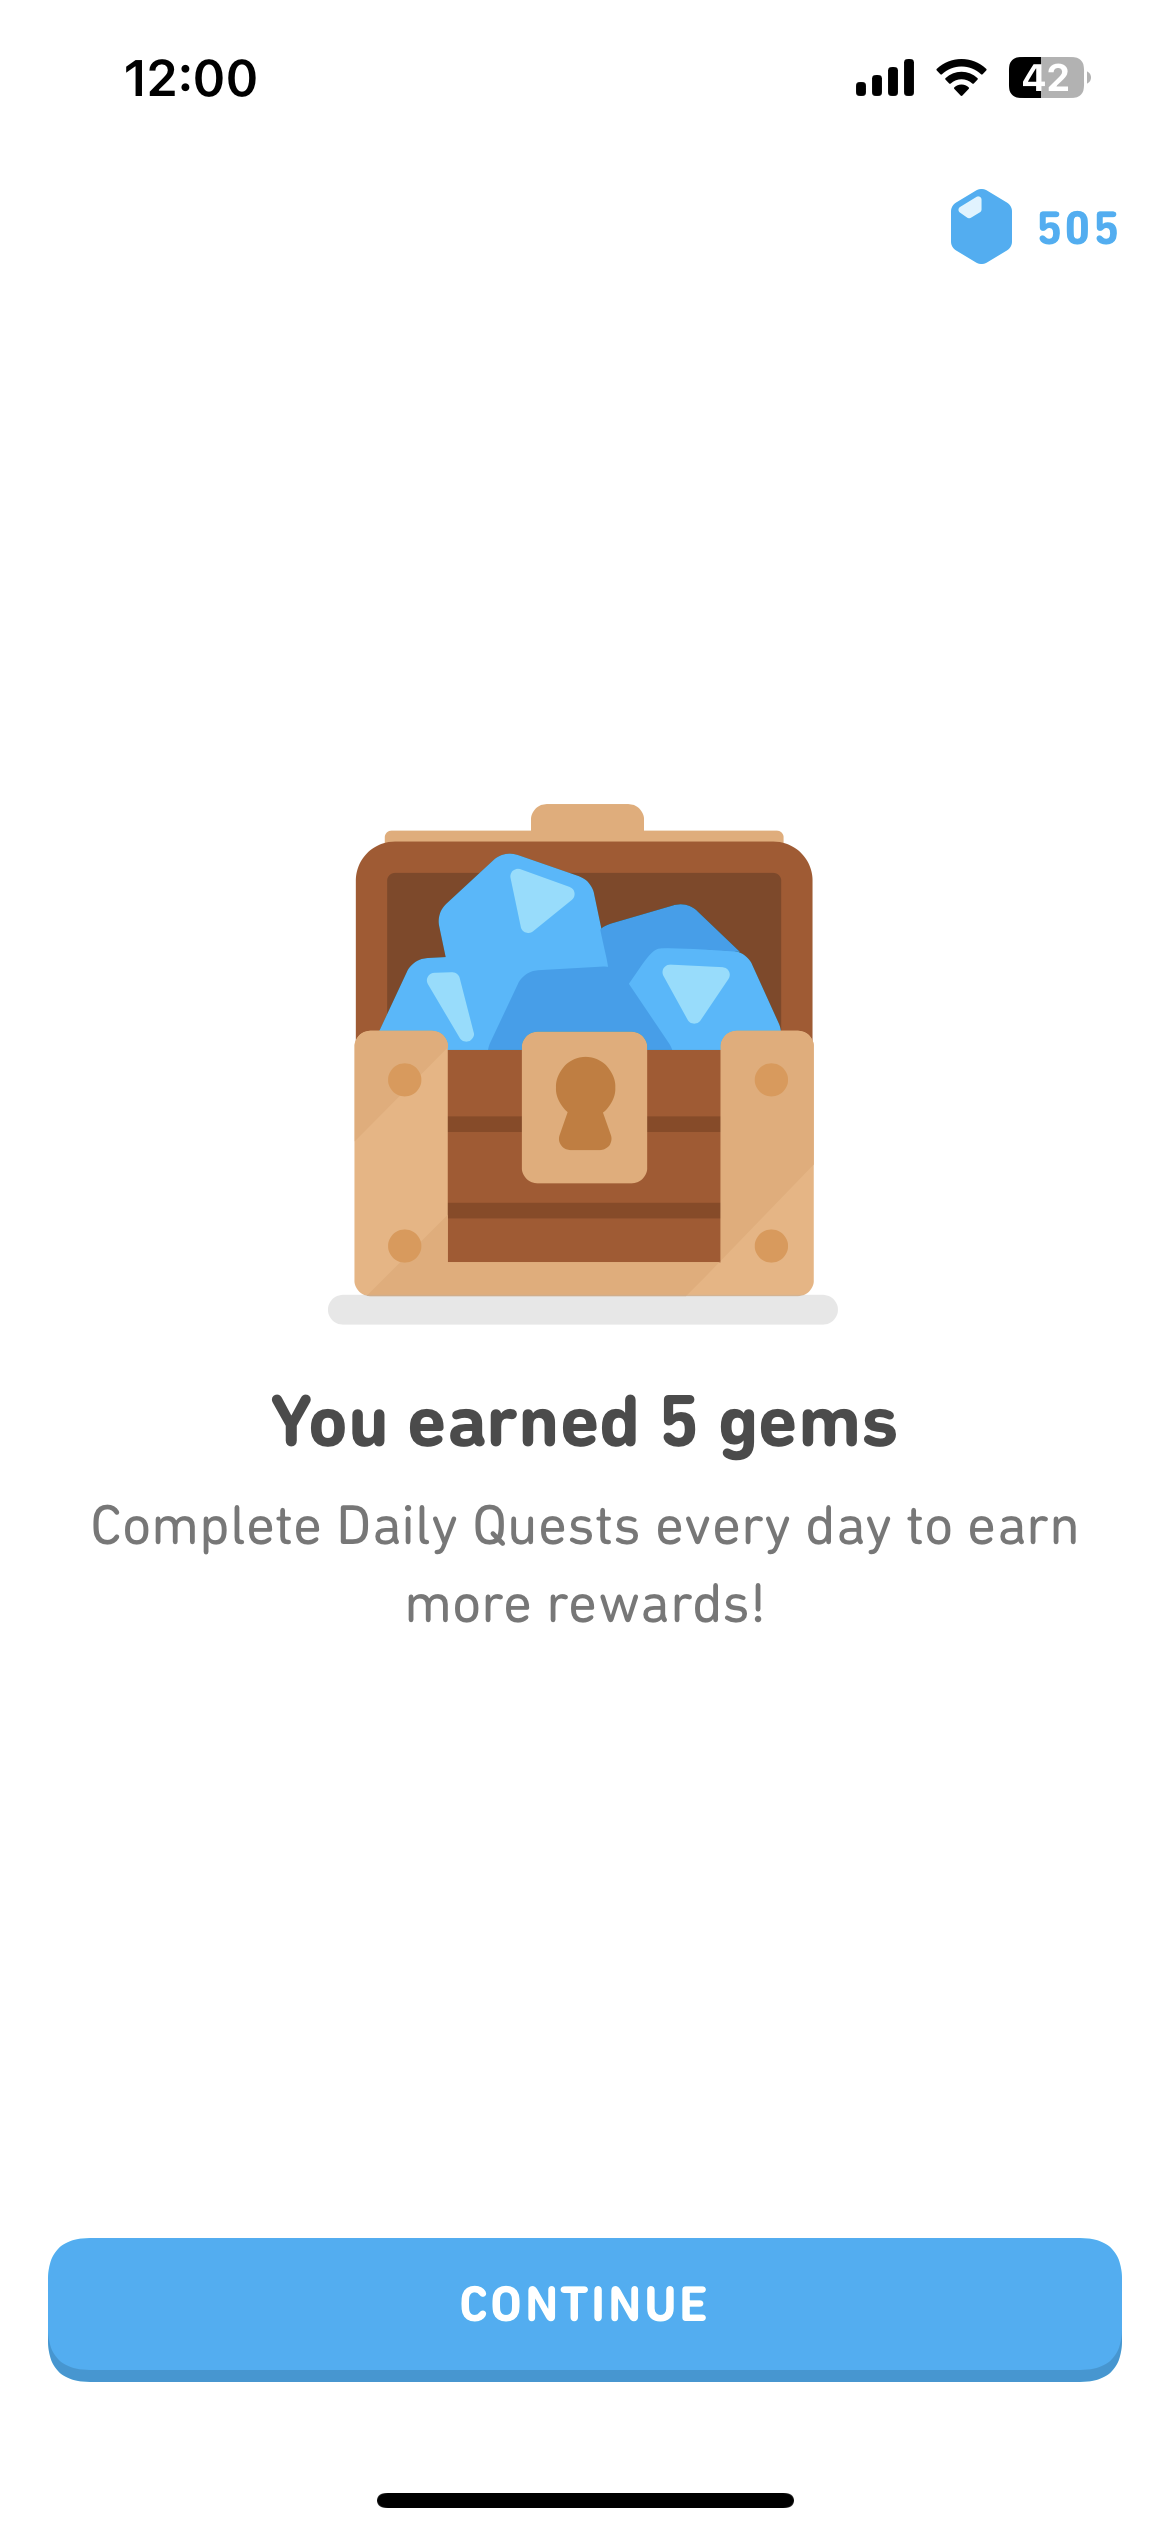 12:00
42
505
You earned 5 gems
Complete Daily Quests every day to earn
more rewards!
CONTINUE